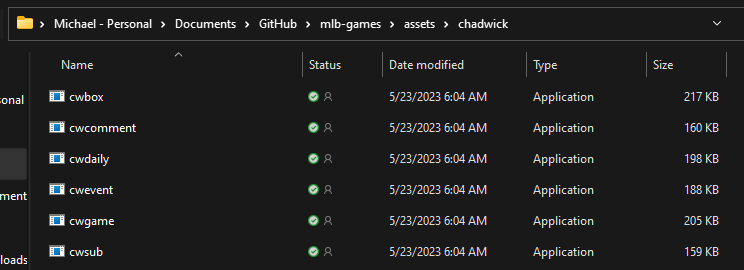 Michael - Personal > Documents > GitHub > mlb-games > assets > chadwick
Name Status Date modified Type Size
cwbox 5/23/2023 6:04 AM Application 217 KB
cwcomment 5/23/2023 6:04 AM Application 160 KB
sonal
cwdaily 5/23/2023 6:04 AM Application 198 KB
cwevent 5/23/2023 6:04 AM Application 188 KB
ment
cwgame 5/23/2023 6:04 AM Application 205 KB
cwsub 5/23/2023 6:04 AM Application 159 KB
loads